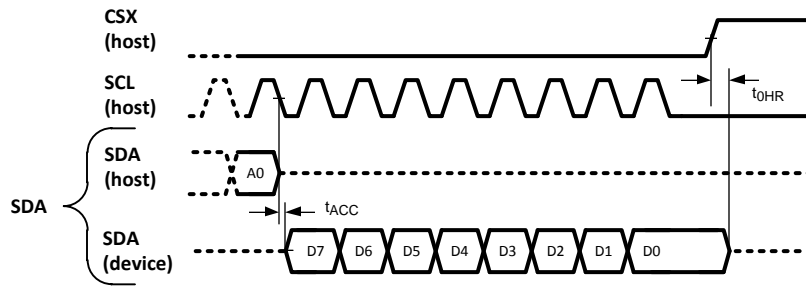 CSX
(host)
SCL
(host)
t0HR
SDA
(host)
A0
SDA
tACC
SDA
(device)
D7 D6 D5 D4 D3 D2 D1 D0